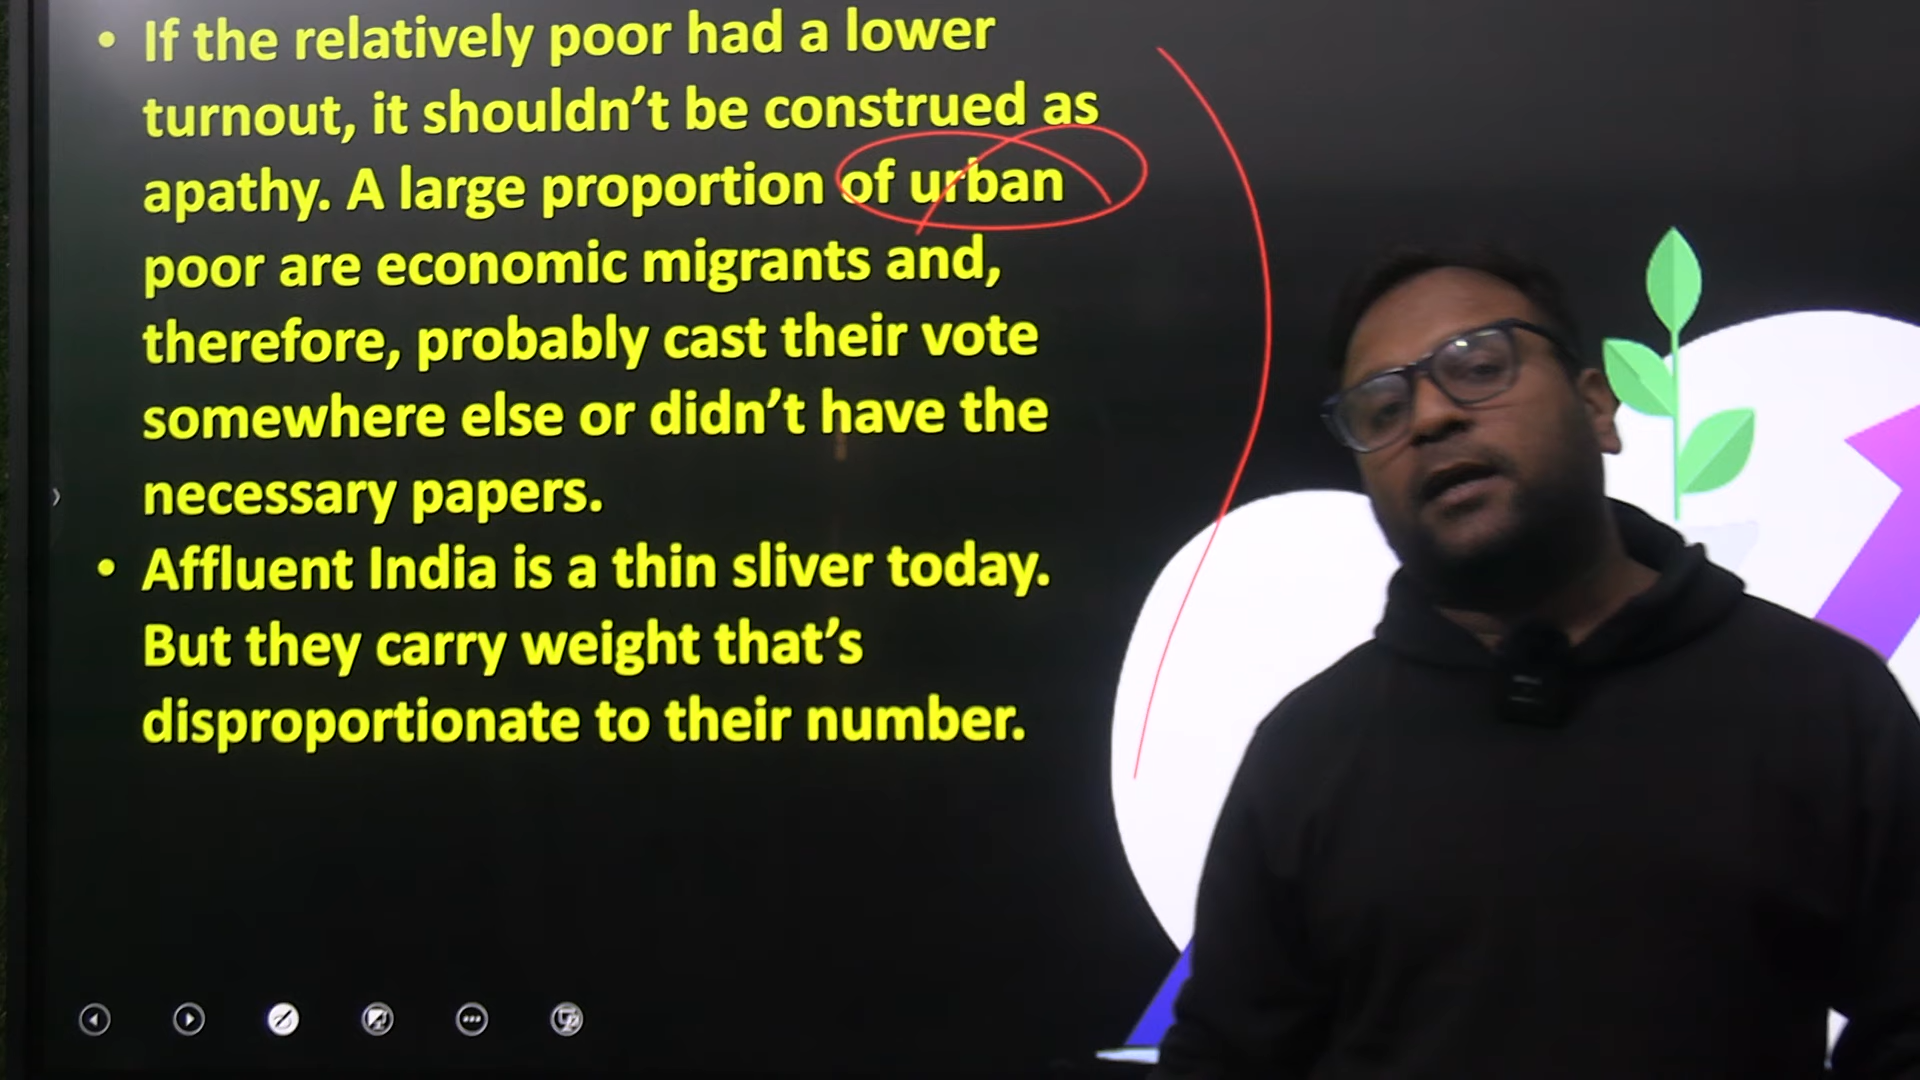 • If the relatively poor had a lower
turnout, it shouldn’t be construed as
apathy. A large proportion of urban
poor are economic migrants and,
therefore, probably cast their vote
somewhere else or didn’t have the
necessary papers.
• Affluent India is a thin sliver today.
But they carry weight that’s
disproportionate to their number.